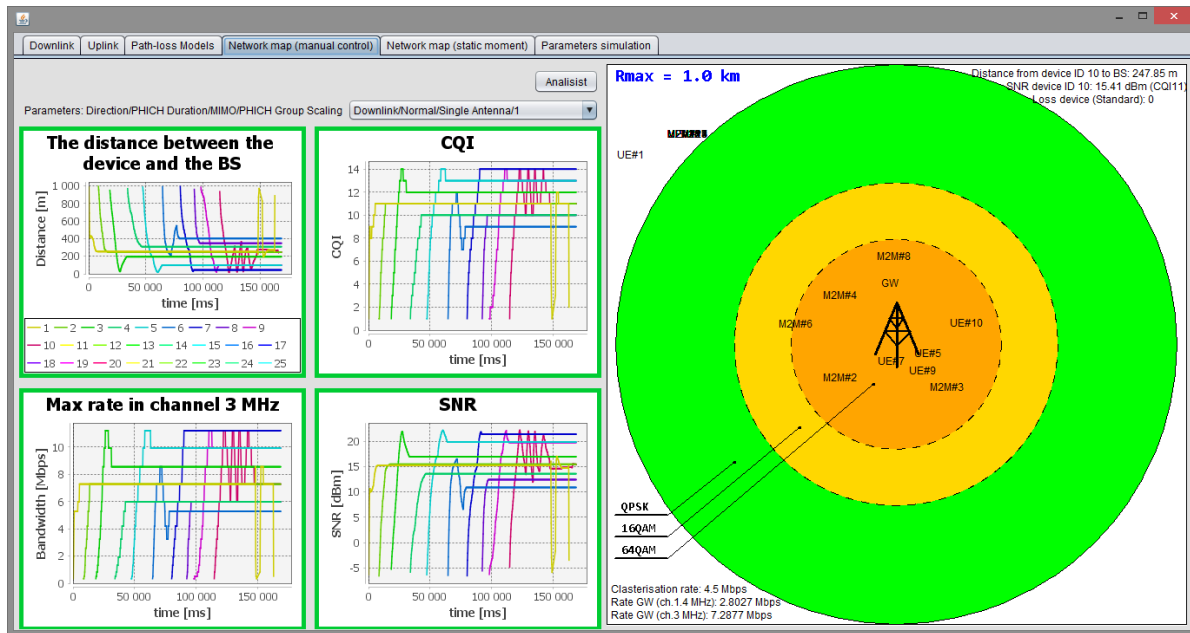 Downlink
Uplink
Path-loss Models
Network map (manual control)
Network map (static moment)
Parameters simulation
Analisist
Parameters: Direction/PHICH Duration/MIMO/PHICH Group Scaling
Downlink/Normal/Single Antenna/1
The distance between the
device and the BS
Distance [m]
1 000
800
600
400
200
0
0
50 000
100 000
150 000
time [ms]
1 2 3 4 5 6 7 8 9
10 11 12 13 14 15 16 17
18 19 20 21 22 23 24 25
CQI
CQI
14
12
10
8
6
4
2
0
0
50 000
100 000
150 000
time [ms]
Max rate in channel 3 MHz
Bandwidth [Mbps]
10
8
6
4
2
0
0
50 000
100 000
150 000
time [ms]
SNR
SNR [dBm]
20
15
10
5
0
-5
0
50 000
100 000
150 000
time [ms]
Rmax = 1.0 km
Distance from device ID 10 to BS: 247.85 m
SNR device ID 10: 15.41 dBm (CQI11)
Loss device (Standard): 0
UE#1
M2M#8
GW
M2M#4
M2M#6
UE#10
UE#5
UE#7
UE#9
M2M#2
M2M#3
QPSK
16QAM
64QAM
Clasterisation rate: 4.5 Mbps
Rate GW (ch.1.4 MHz): 2.8027 Mbps
Rate GW (ch.3 MHz): 7.2877 Mbps